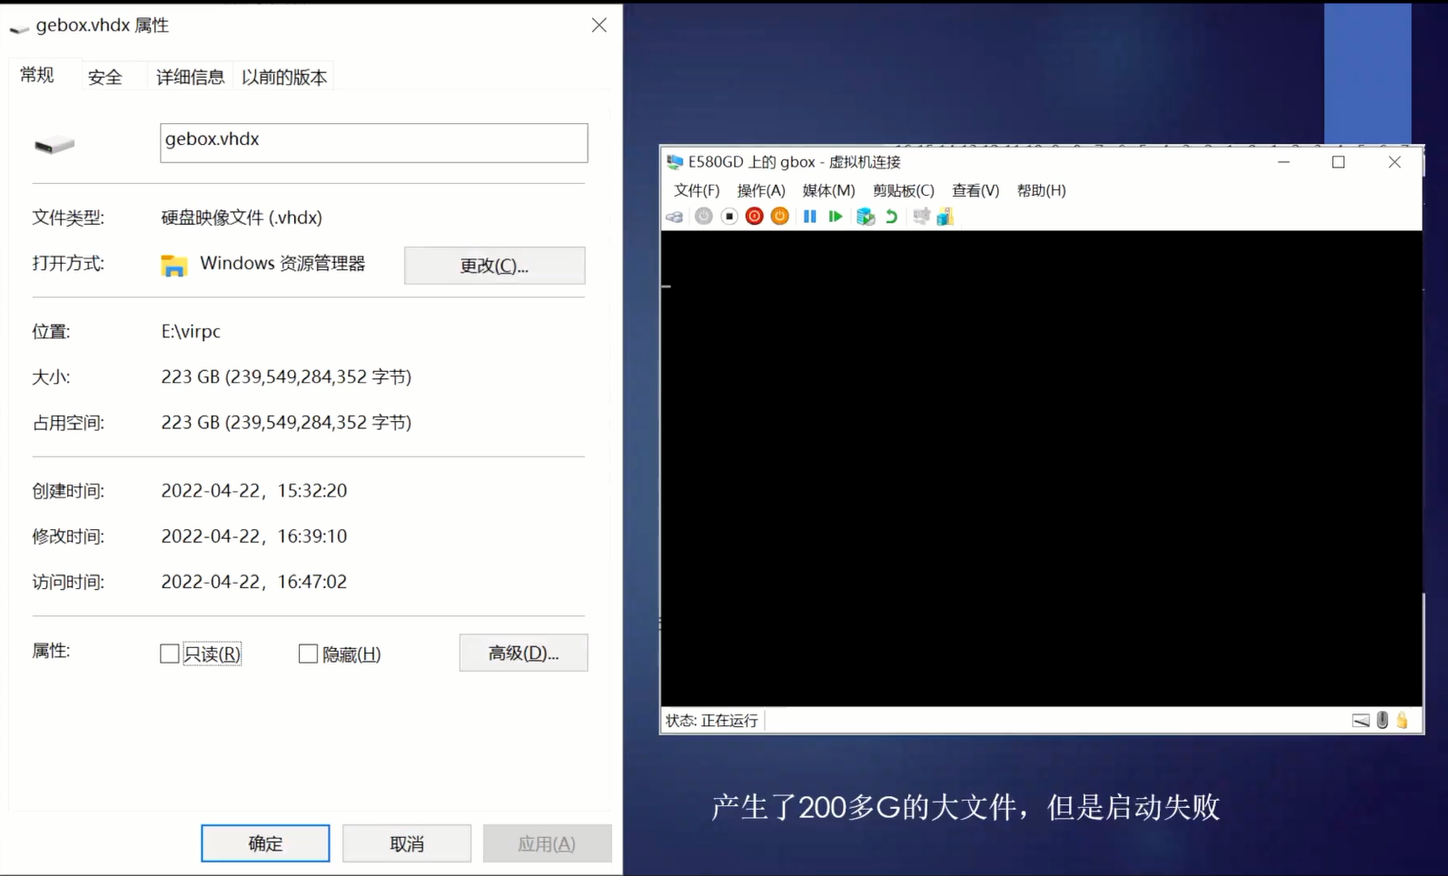 gebox.vhdx 属性
常规 安全 详细信息 以前的版本
gebox.vhdx
文件类型: 硬盘映像文件 (.vhdx)
打开方式: Windows 资源管理器 更改(C)...
位置: E:\virpc
大小: 223 GB (239,549,284,352 字节)
占用空间: 223 GB (239,549,284,352 字节)
创建时间: 2022-04-22，15:32:20
修改时间: 2022-04-22，16:39:10
访问时间: 2022-04-22，16:47:02
属性: 只读(R) 隐藏(H) 高级(D)...
确定 取消 应用(A)
E580GD 上的 gbox - 虚拟机连接
文件(F) 操作(A) 媒体(M) 剪贴板(C) 查看(V) 帮助(H)
状态: 正在运行
产生了200多G的大文件，但是启动失败